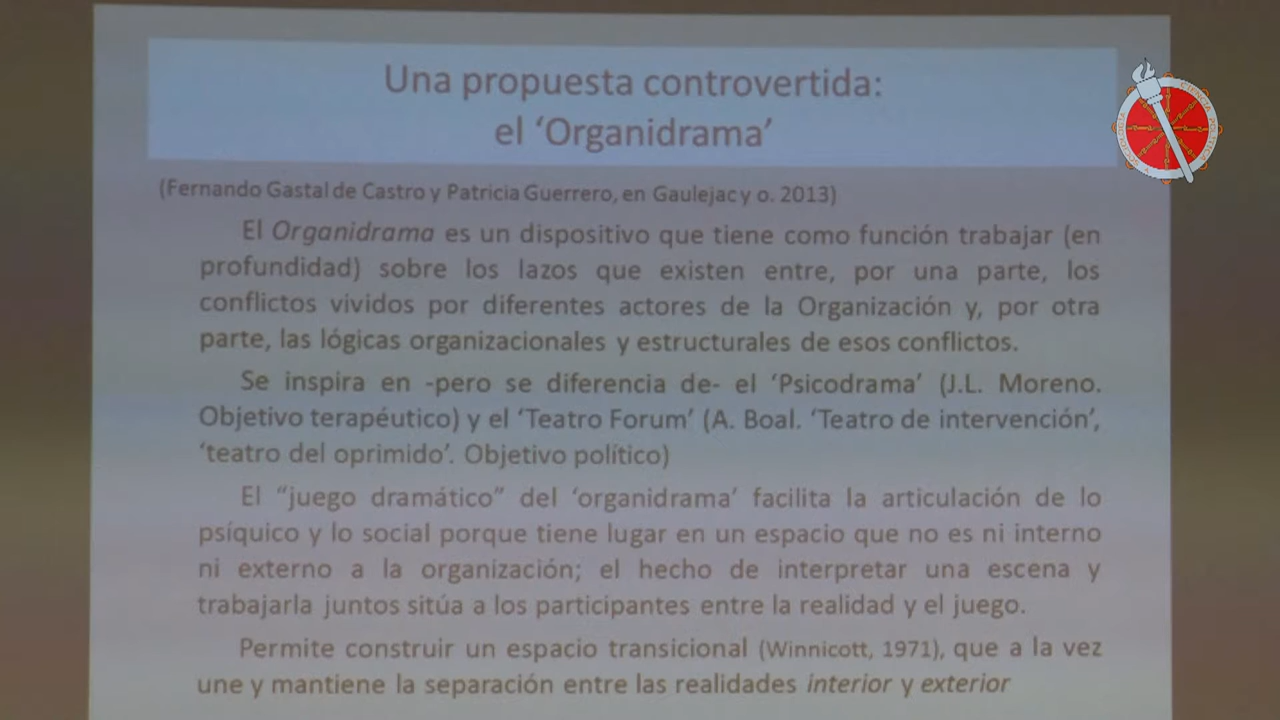 Una propuesta controvertida:
el ‘Organidrama’
(Fernando Gastal de Castro y Patricia Guerrero, en Gaulejac y o. 2013)
El Organidrama es un dispositivo que tiene como función trabajar (en
profundidad) sobre los lazos que existen entre, por una parte, los
conflictos vividos por diferentes actores de la Organización y, por otra
parte, las lógicas organizacionales y estructurales de esos conflictos.
Se inspira en -pero se diferencia de- el ‘Psicodrama’ (J.L. Moreno.
Objetivo terapéutico) y el ‘Teatro Forum’ (A. Boal. ‘Teatro de intervención’,
‘teatro del oprimido’. Objetivo político)
El “juego dramático” del ‘organidrama’ facilita la articulación de lo
psíquico y lo social porque tiene lugar en un espacio que no es ni interno
ni externo a la organización; el hecho de interpretar una escena y
trabajarla juntos sitúa a los participantes entre la realidad y el juego.
Permite construir un espacio transicional (Winnicott, 1971), que a la vez
une y mantiene la separación entre las realidades interior y exterior
CIENCIA
SOCIOLOGIA